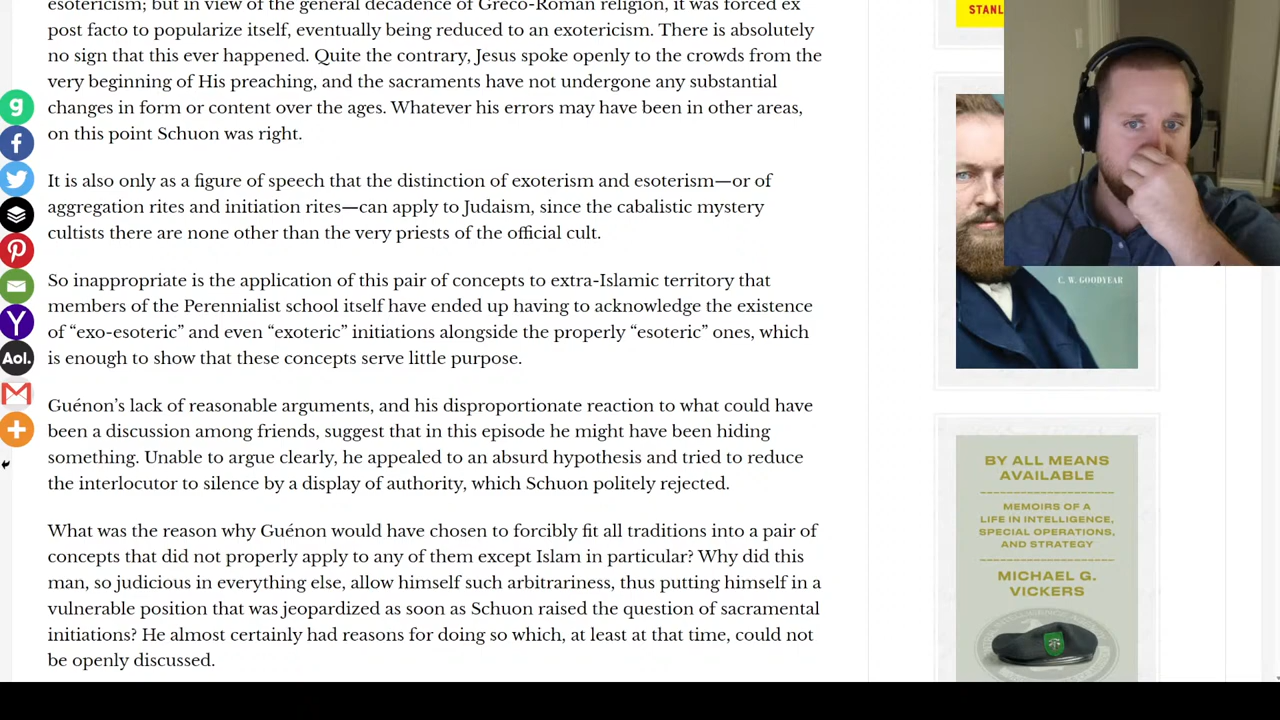 esotericism; but in view of the general decadence of Greco-Roman religion, it was forced ex
post facto to popularize itself, eventually being reduced to an exotericism. There is absolutely
no sign that this ever happened. Quite the contrary, Jesus spoke openly to the crowds from the
very beginning of His preaching, and the sacraments have not undergone any substantial
changes in form or content over the ages. Whatever his errors may have been in other areas,
on this point Schuon was right.
It is also only as a figure of speech that the distinction of exoterism and esoterism—or of
aggregation rites and initiation rites—can apply to Judaism, since the cabalistic mystery
cultists there are none other than the very priests of the official cult.
So inappropriate is the application of this pair of concepts to extra-Islamic territory that
members of the Perennialist school itself have ended up having to acknowledge the existence
of “exo-esoteric” and even “exoteric” initiations alongside the properly “esoteric” ones, which
is enough to show that these concepts serve little purpose.
Guénon’s lack of reasonable arguments, and his disproportionate reaction to what could have
been a discussion among friends, suggest that in this episode he might have been hiding
something. Unable to argue clearly, he appealed to an absurd hypothesis and tried to reduce
the interlocutor to silence by a display of authority, which Schuon politely rejected.
What was the reason why Guénon would have chosen to forcibly fit all traditions into a pair of
concepts that did not properly apply to any of them except Islam in particular? Why did this
man, so judicious in everything else, allow himself such arbitrariness, thus putting himself in a
vulnerable position that was jeopardized as soon as Schuon raised the question of sacramental
initiations? He almost certainly had reasons for doing so which, at least at that time, could not
be openly discussed.
g
f
Y
Aol.
STANL
C. W. GOODYEAR
BY ALL MEANS
AVAILABLE
MEMOIRS OF A
LIFE IN INTELLIGENCE,
SPECIAL OPERATIONS,
AND STRATEGY
MICHAEL G.
VICKERS